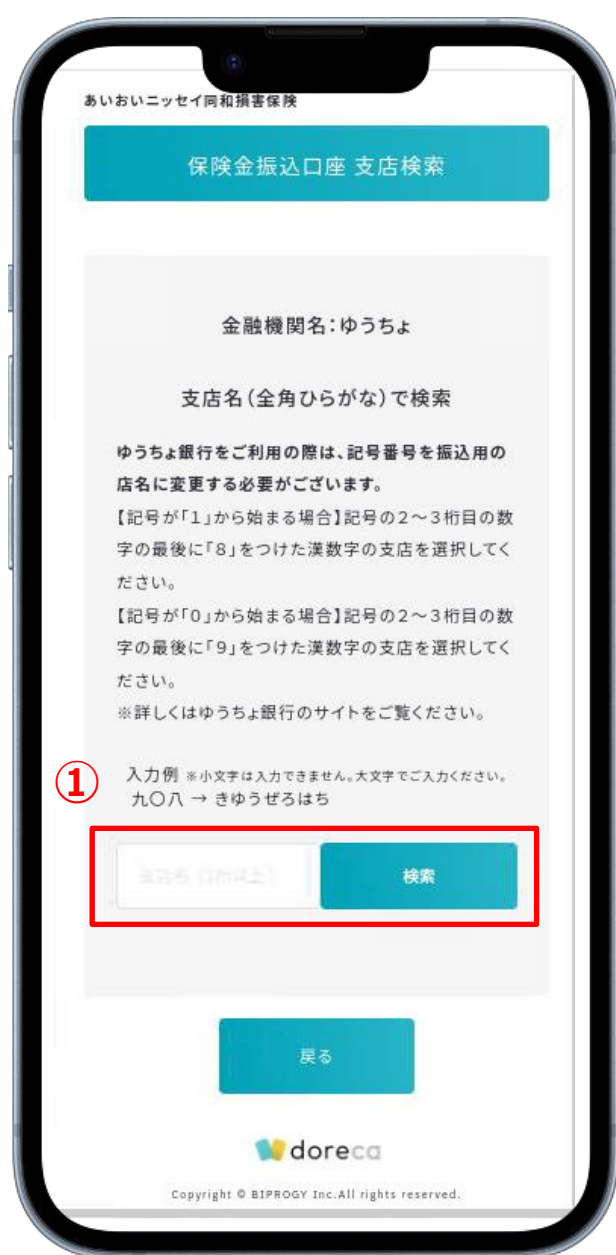 あいおいニッセイ同和損害保険
保険金振込口座 支店検索
金融機関名:ゆうちょ
支店名(全角ひらがな)で検索
ゆうちょ銀行をご利用の際は、記号番号を振込用の
店名に変更する必要がございます。
【記号が「1」から始まる場合】記号の2～3桁目の数
字の最後に「8」をつけた漢数字の支店を選択してく
ださい。
【記号が「0」から始まる場合】記号の2～3桁目の数
字の最後に「9」をつけた漢数字の支店を選択してく
ださい。
※詳しくはゆうちょ銀行のサイトをご覧ください。
①
入力例 ※小文字は入力できません。大文字でご入力ください。
九〇八 → きゆうぜろはち
検索
戻る
doreca
Copyright © BIPROGY Inc.All rights reserved.